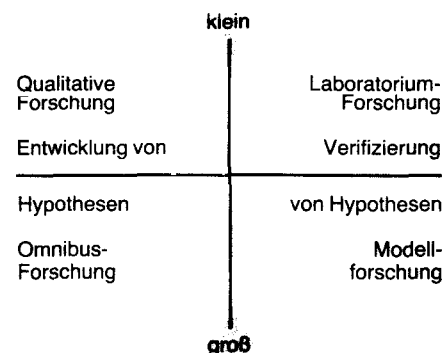 klein
Qualitative
Forschung
Laboratorium-
Forschung
Entwicklung von
Verifizierung
Hypothesen
von Hypothesen
Omnibus-
Forschung
Modell-
forschung
groß